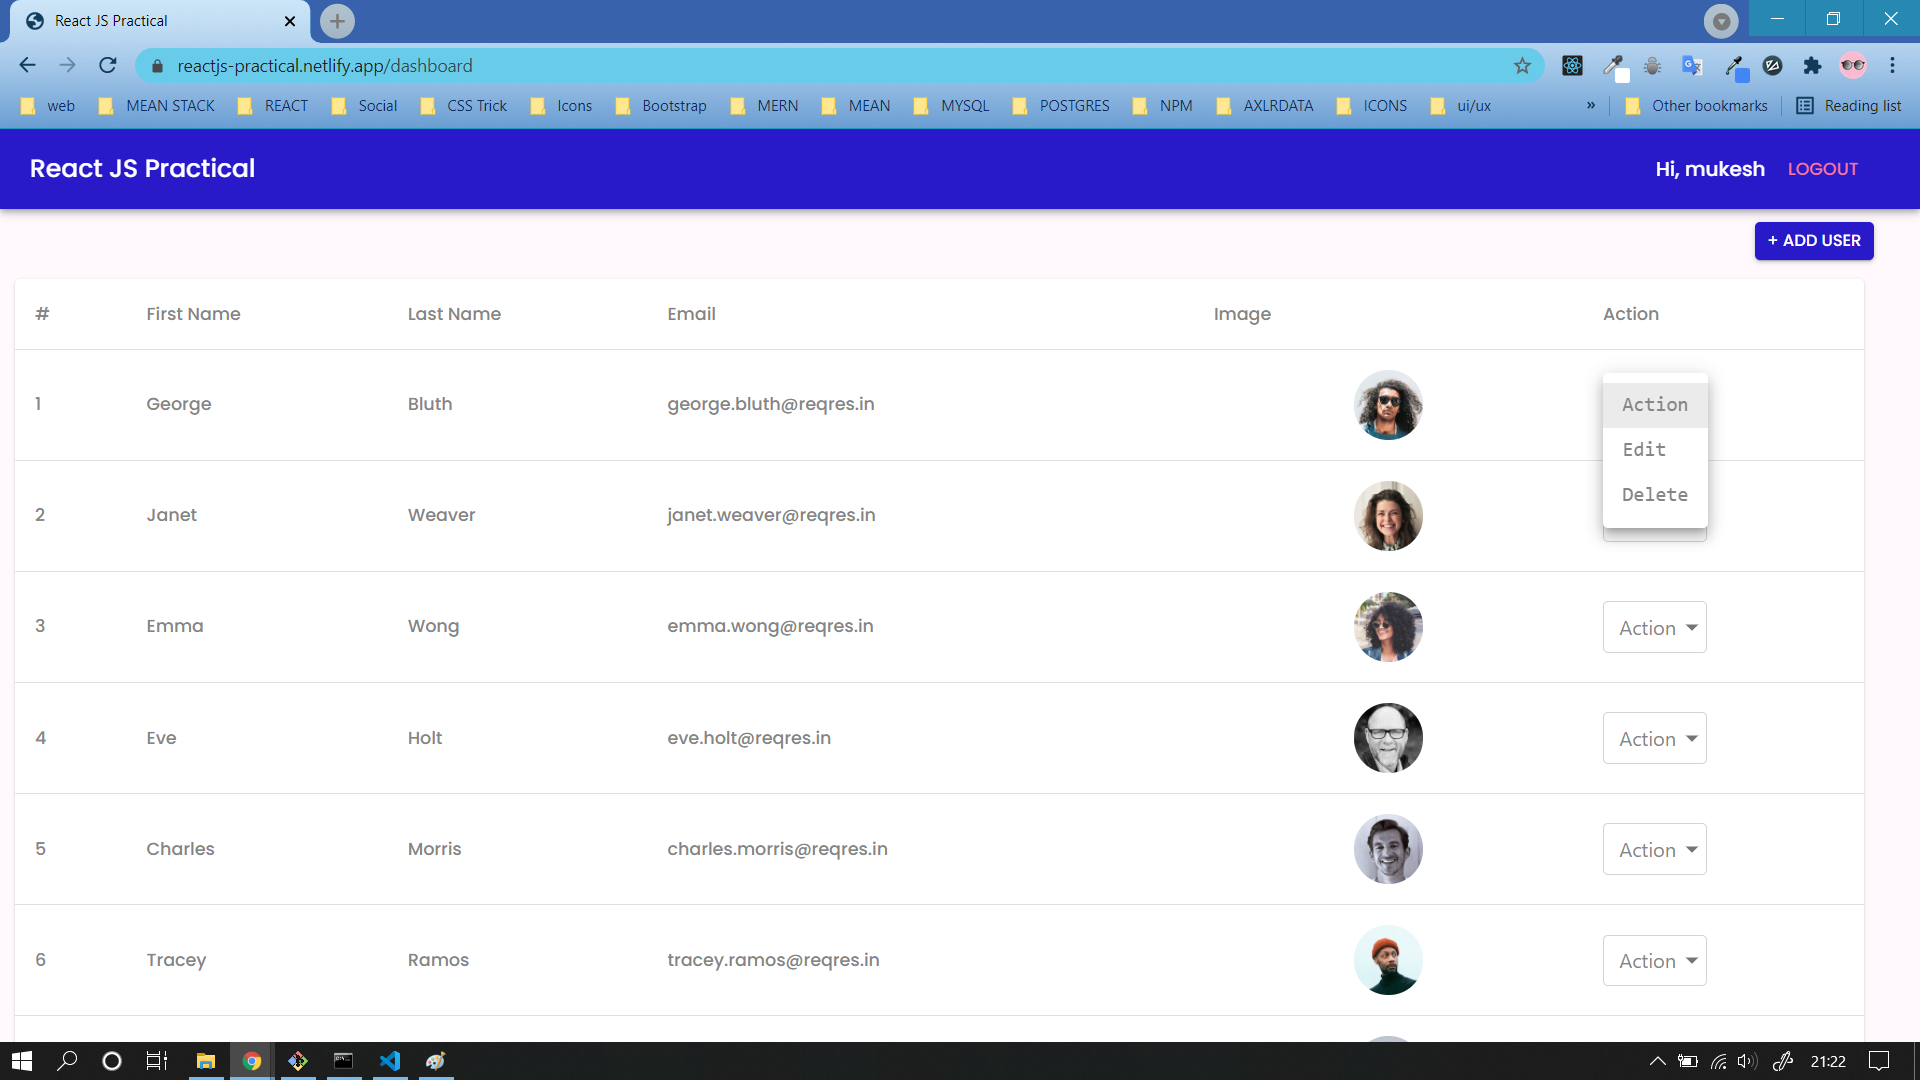 React JS Practical
reactjs-practical.netlify.app/dashboard
web MEAN STACK REACT Social CSS Trick Icons Bootstrap MERN MEAN MYSQL POSTGRES NPM AXLRDATA ICONS ui/ux » Other bookmarks Reading list
React JS Practical Hi, mukesh LOGOUT
+ ADD USER
# First Name Last Name Email Image Action
1 George Bluth george.bluth@reqres.in Action
Edit
Delete
2 Janet Weaver janet.weaver@reqres.in
3 Emma Wong emma.wong@reqres.in Action
4 Eve Holt eve.holt@reqres.in Action
5 Charles Morris charles.morris@reqres.in Action
6 Tracey Ramos tracey.ramos@reqres.in Action
21:22